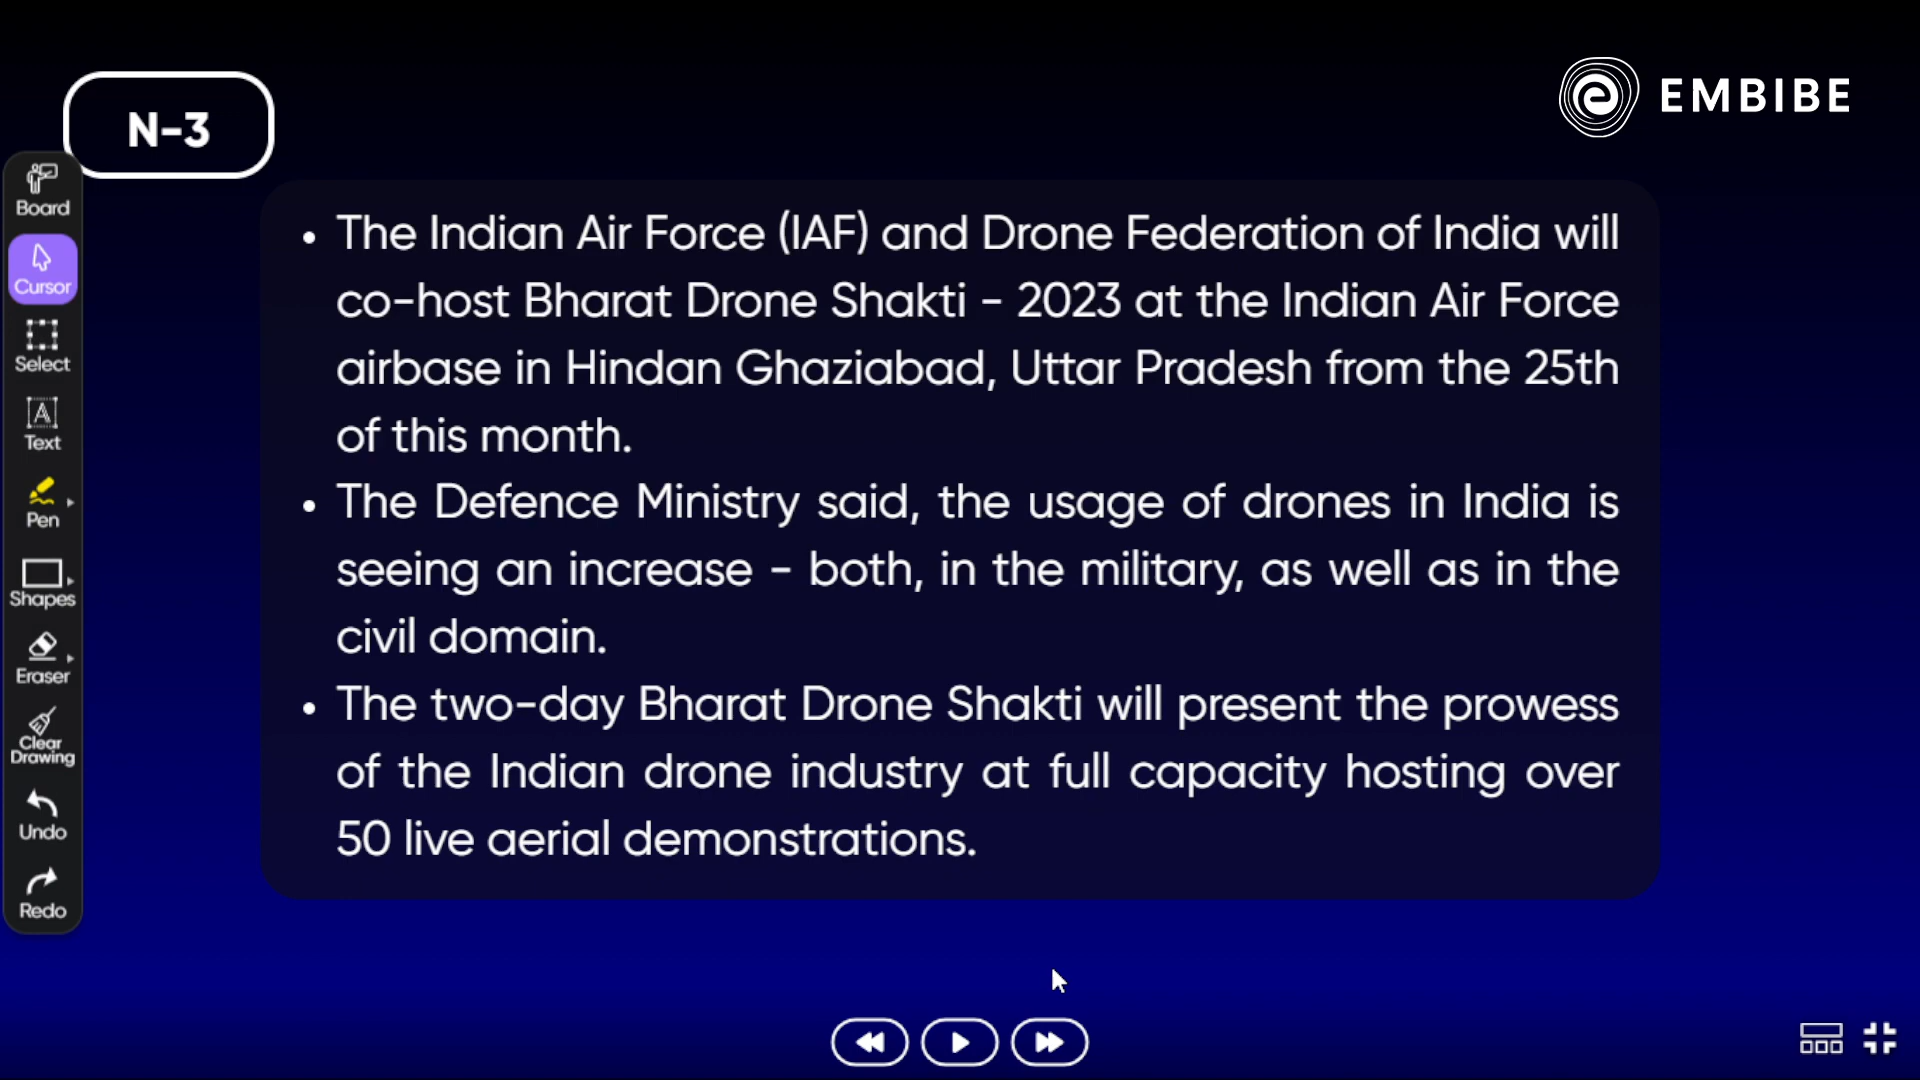 N-3
EMBIBE
Board
Cursor
Select
Text
Pen
Shapes
Eraser
Clear
Drawing
Undo
Redo
• The Indian Air Force (IAF) and Drone Federation of India will
co-host Bharat Drone Shakti - 2023 at the Indian Air Force
airbase in Hindan Ghaziabad, Uttar Pradesh from the 25th
of this month.
• The Defence Ministry said, the usage of drones in India is
seeing an increase - both, in the military, as well as in the
civil domain.
• The two-day Bharat Drone Shakti will present the prowess
of the Indian drone industry at full capacity hosting over
50 live aerial demonstrations.